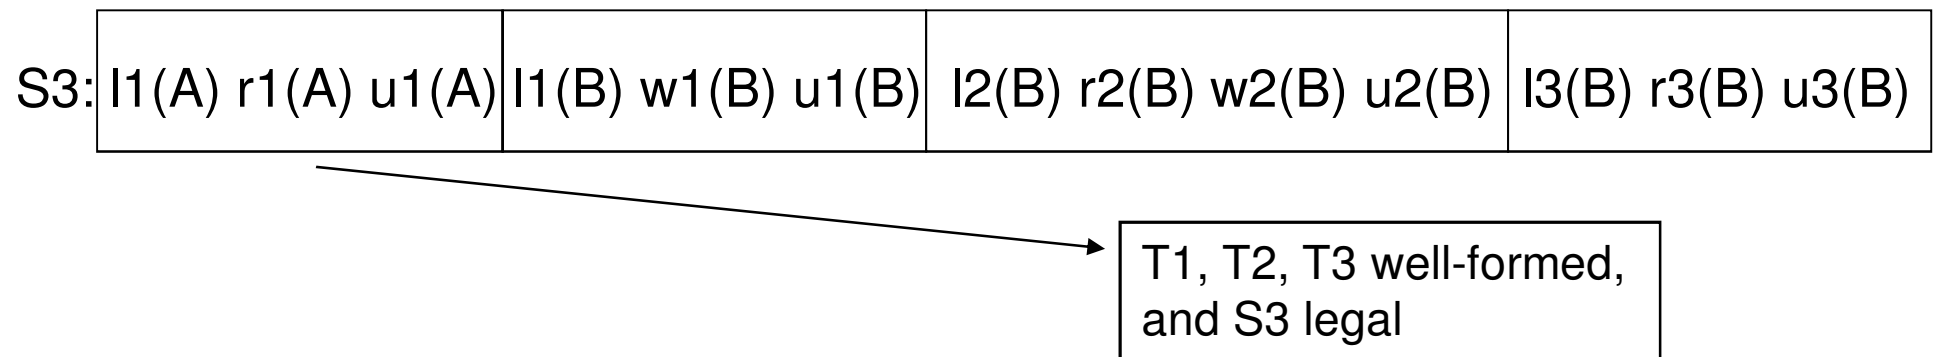 S3: l1(A) r1(A) u1(A) l1(B) w1(B) u1(B) l2(B) r2(B) w2(B) u2(B) l3(B) r3(B) u3(B)
T1, T2, T3 well-formed,
and S3 legal